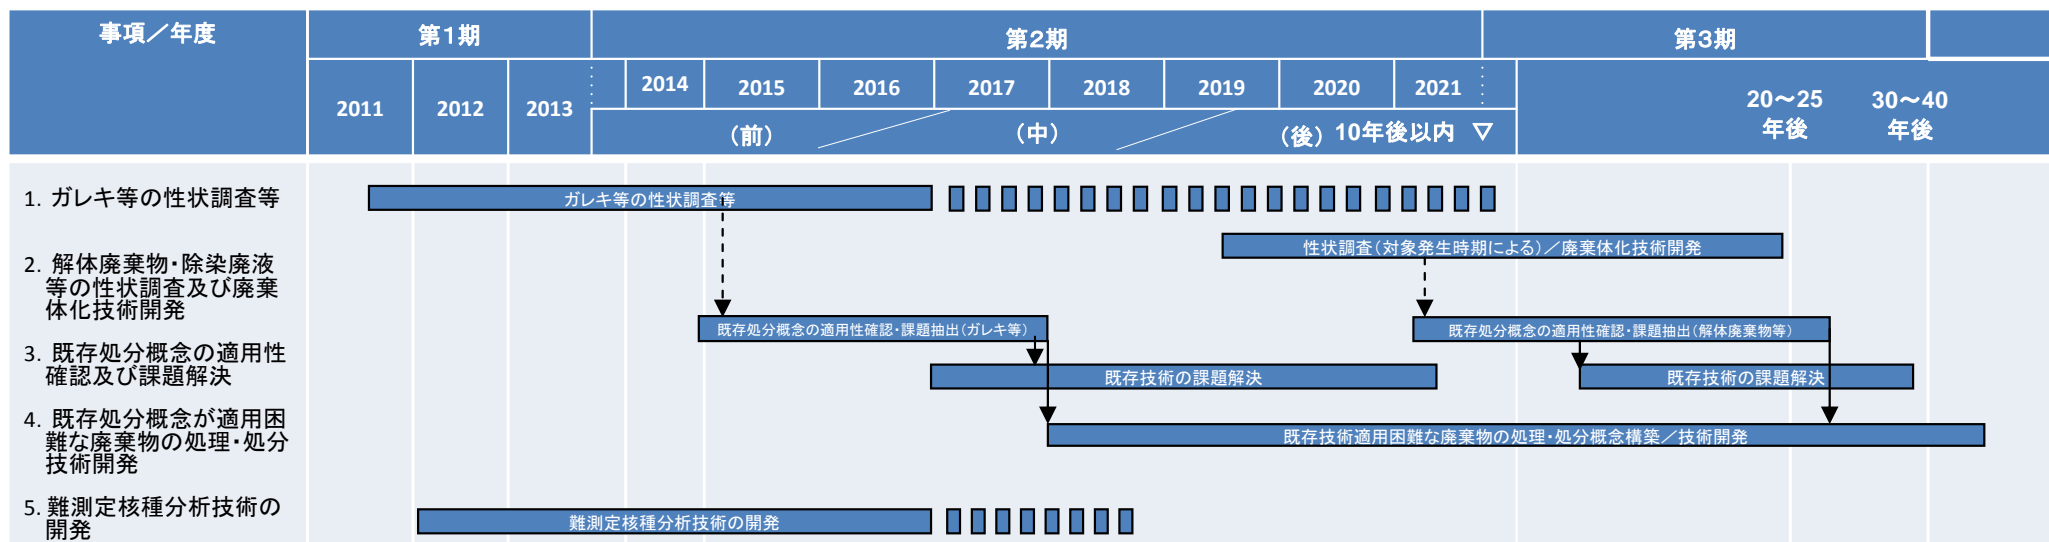 事項／年度
第1期
第2期
第3期
2011
2012
2013
2014
2015
2016
2017
2018
2019
2020
2021
20～25
年後
30～40
年後
(前)
(中)
(後)
10年後以内 ▽
1. ガレキ等の性状調査等
ガレキ等の性状調査等
性状調査(対象発生時期による)／廃棄体化技術開発
2. 解体廃棄物・除染廃液
等の性状調査及び廃棄
体化技術開発
既存処分概念の適用性確認・課題抽出(ガレキ等)
既存処分概念の適用性確認・課題抽出(解体廃棄物等)
3. 既存処分概念の適用性
確認及び課題解決
既存技術の課題解決
既存技術の課題解決
4. 既存処分概念が適用困
難な廃棄物の処理・処分
技術開発
既存技術適用困難な廃棄物の処理・処分概念構築／技術開発
5. 難測定核種分析技術の
開発
難測定核種分析技術の開発